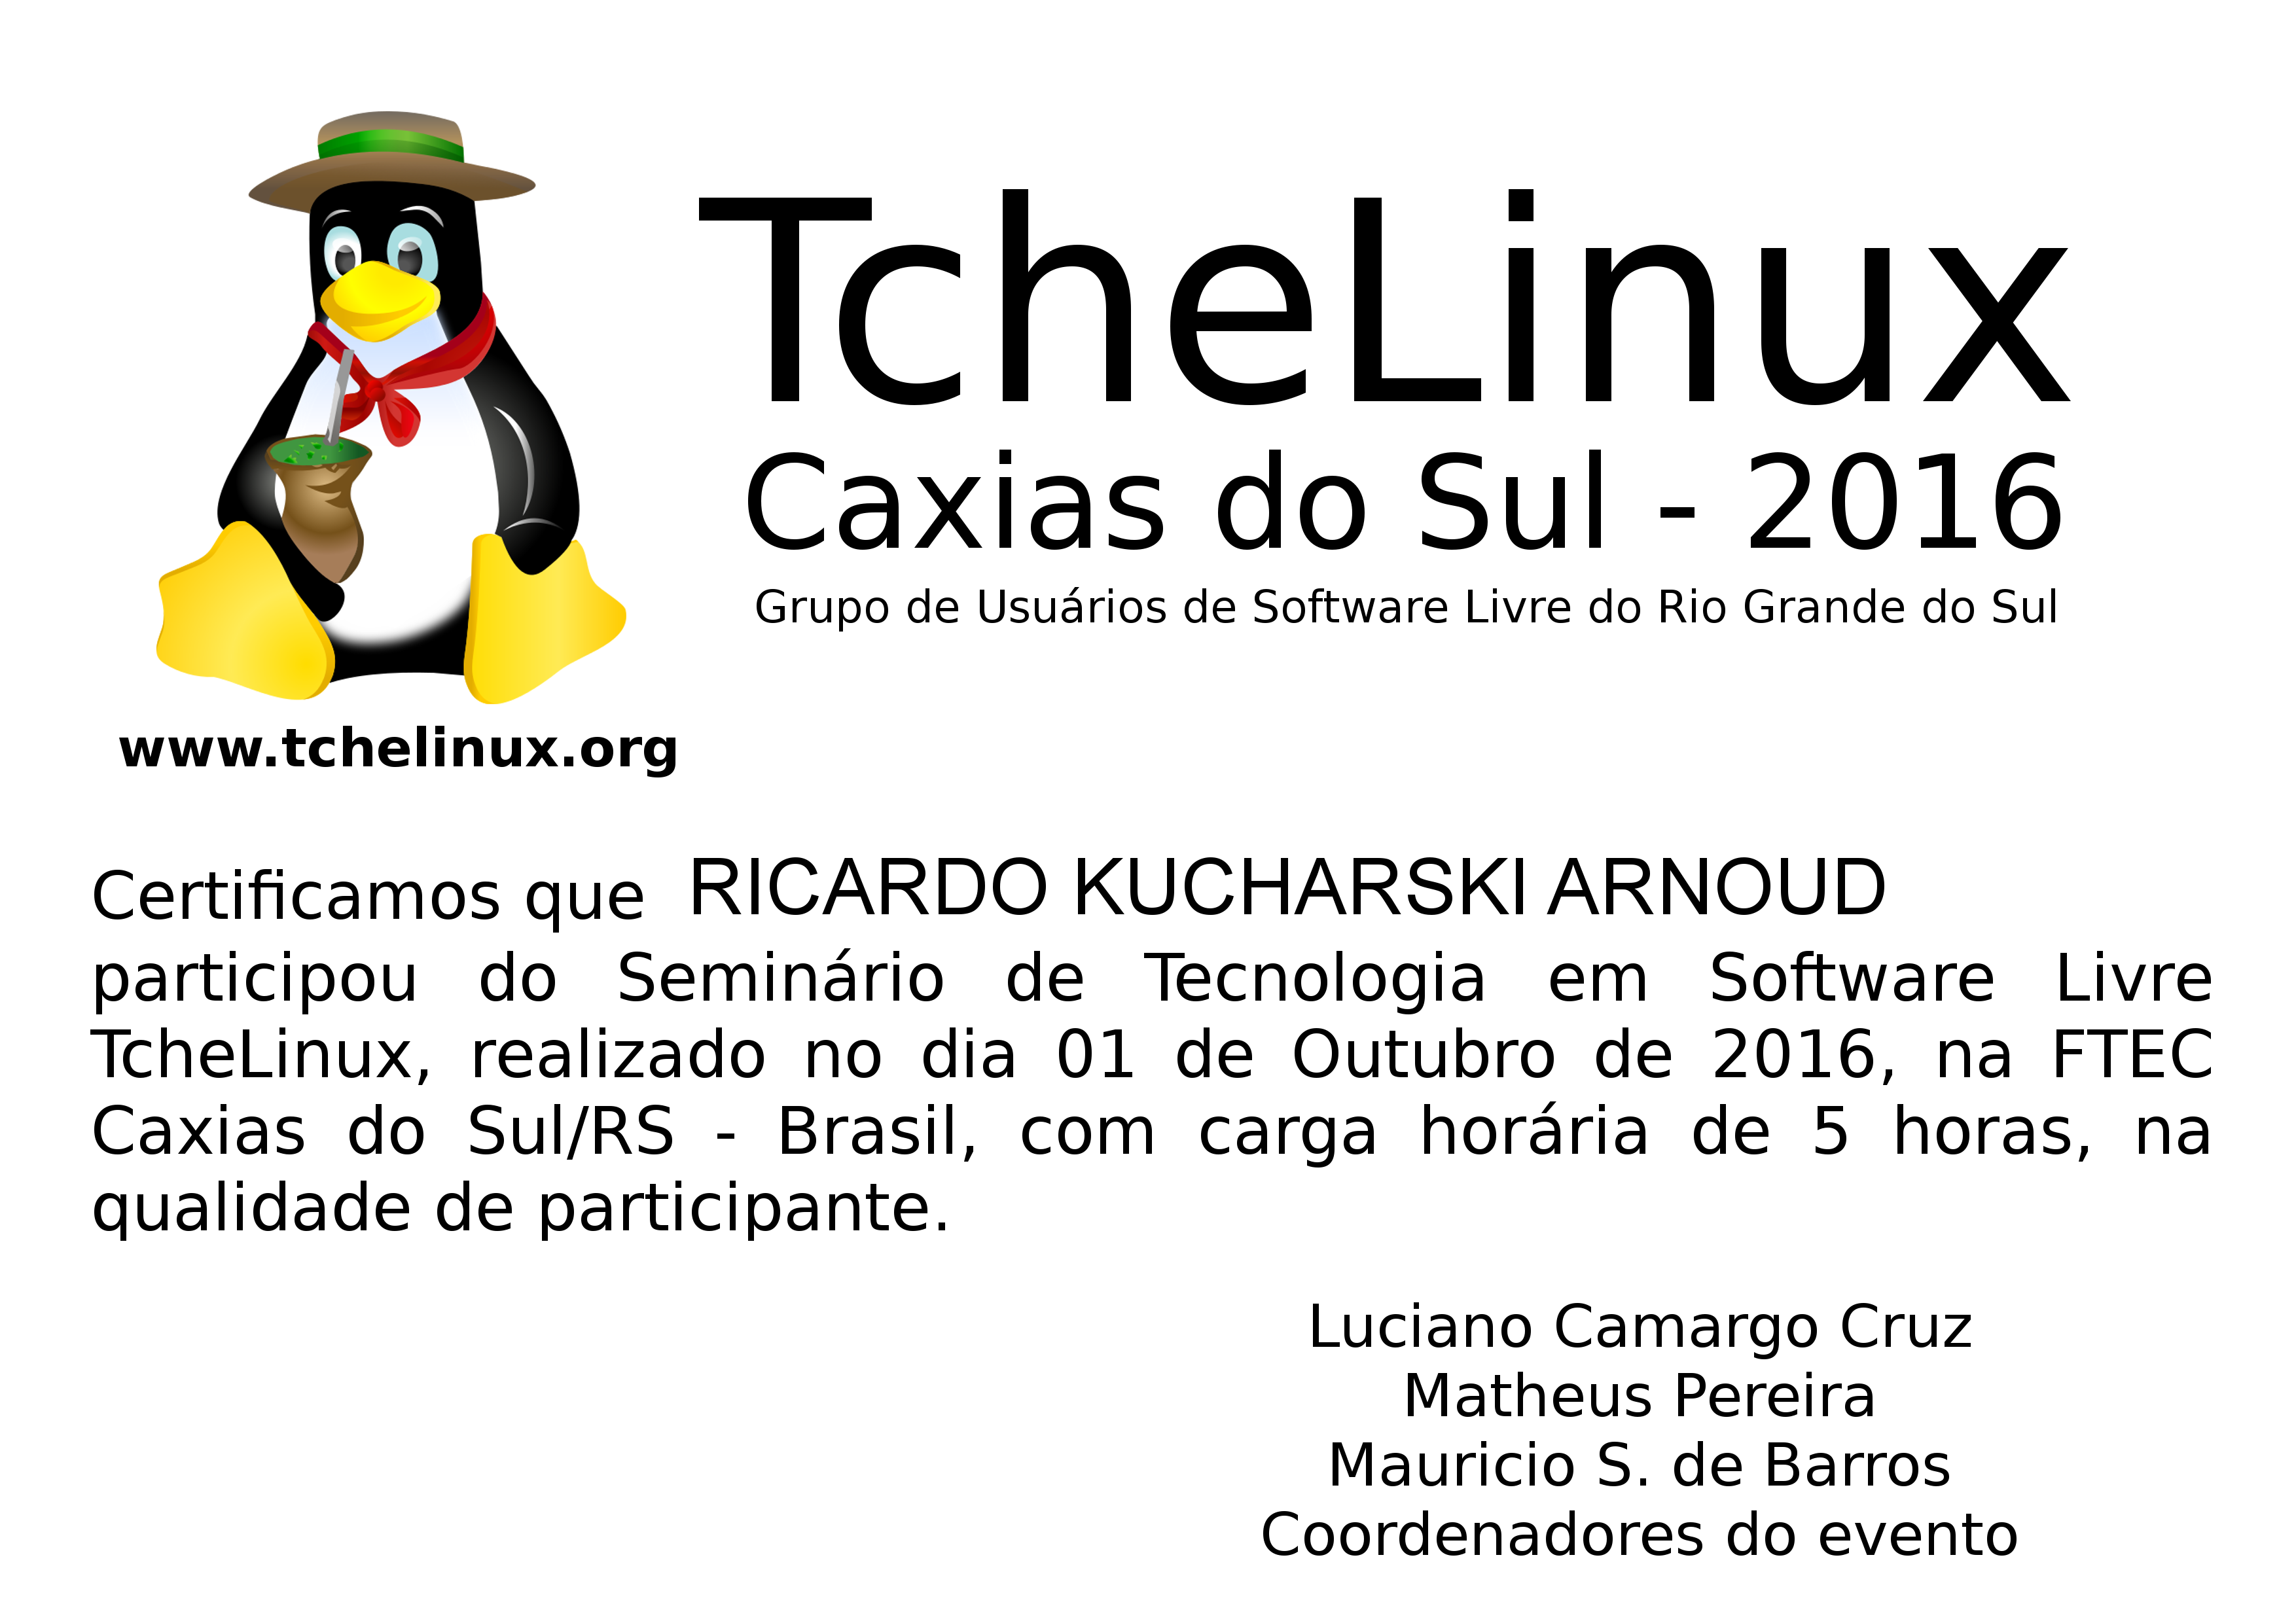 TcheLinux
Caxias do Sul - 2016
Grupo de Usuários de Software Livre do Rio Grande do Sul
www.tchelinux.org
Certificamos que RICARDO KUCHARSKI ARNOUD
participou do Seminário de Tecnologia em Software Livre
TcheLinux, realizado no dia 01 de Outubro de 2016, na FTEC
Caxias do Sul/RS - Brasil, com carga horária de 5 horas, na
qualidade de participante.
Luciano Camargo Cruz
Matheus Pereira
Mauricio S. de Barros
Coordenadores do evento